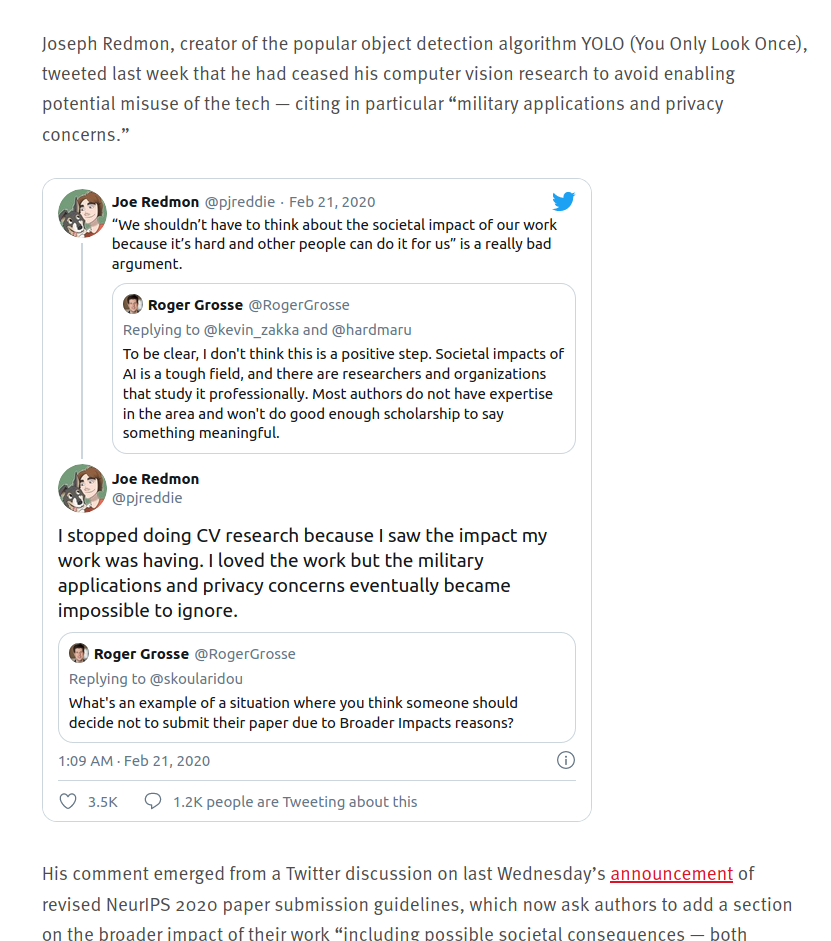 Joseph Redmon, creator of the popular object detection algorithm YOLO (You Only Look Once),
tweeted last week that he had ceased his computer vision research to avoid enabling
potential misuse of the tech — citing in particular “military applications and privacy
concerns.”
Joe Redmon @pjreddie · Feb 21, 2020
“We shouldn’t have to think about the societal impact of our work
because it’s hard and other people can do it for us” is a really bad
argument.
Roger Grosse @RogerGrosse
Replying to @kevin_zakka and @hardmaru
To be clear, I don't think this is a positive step. Societal impacts of
AI is a tough field, and there are researchers and organizations
that study it professionally. Most authors do not have expertise
in the area and won't do good enough scholarship to say
something meaningful.
Joe Redmon
@pjreddie
I stopped doing CV research because I saw the impact my
work was having. I loved the work but the military
applications and privacy concerns eventually became
impossible to ignore.
Roger Grosse @RogerGrosse
Replying to @skoularidou
What's an example of a situation where you think someone should
decide not to submit their paper due to Broader Impacts reasons?
1:09 AM · Feb 21, 2020
3.5K 1.2K people are Tweeting about this
His comment emerged from a Twitter discussion on last Wednesday’s announcement of
revised NeurIPS 2020 paper submission guidelines, which now ask authors to add a section
on the broader impact of their work “including possible societal consequences — both